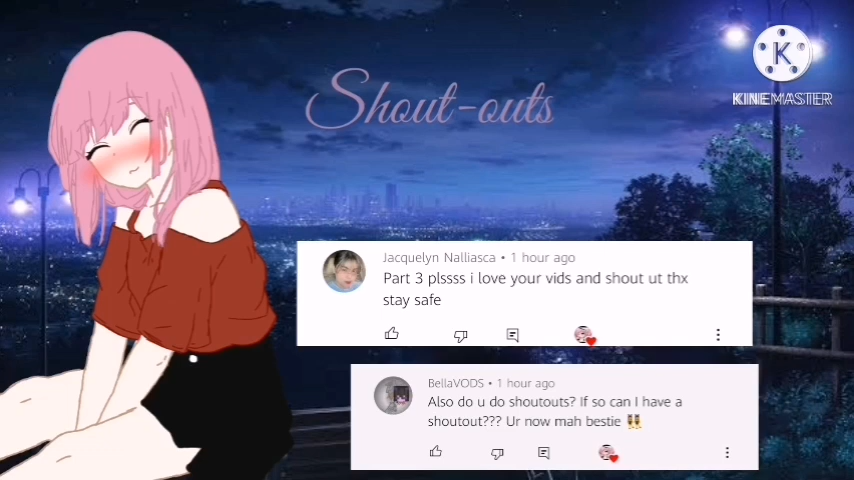 Shout-outs
K
KINEMASTER
Jacquelyn Nalliasca • 1 hour ago
Part 3 plssss i love your vids and shout ut thx
stay safe
BellaVODS • 1 hour ago
Also do u do shoutouts? If so can I have a
shoutout??? Ur now mah bestie 👯